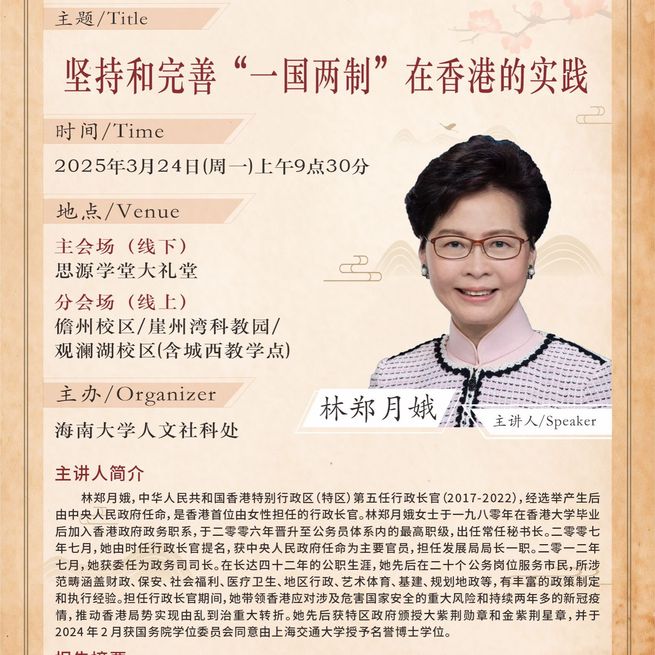 主题/Title
坚持和完善“一国两制”在香港的实践
时间/Time
2025年3月24日(周一)上午9点30分
地点/Venue
主会场（线下）
思源学堂大礼堂
分会场（线上）
儋州校区/崖州湾科教园/
观澜湖校区(含城西教学点)
主办/Organizer
海南大学人文社科处
林郑月娥
主讲人/Speaker
主讲人简介
林郑月娥，中华人民共和国香港特别行政区（特区）第五任行政长官（2017-2022），经选举产生后
由中央人民政府任命，是香港首位由女性担任的行政长官。林郑月娥女士于一九八零年在香港大学毕业
后加入香港政府政务职系，于二零零六年晋升至公务员体系内的最高职级，出任常任秘书长。二零零七
年七月，她由时任行政长官提名，获中央人民政府任命为主要官员，担任发展局局长一职。二零一二年
七月，她获委任为政务司司长。在长达四十二年的公职生涯，她先后在二十个公务岗位服务市民，所涉
范畴涵盖财政、保安、社会福利、医疗卫生、地区行政、艺术体育、基建、规划地政等，有丰富的政策制定
和执行经验。担任行政长官期间，她带领香港应对涉及危害国家安全的重大风险和持续两年多的新冠疫
情，推动香港局势实现由乱到治重大转折。她先后获特区政府颁授大紫荆勋章和金紫荆星章，并于
2024年2月获国务院学位委员会同意由上海交通大学授予名誉博士学位。